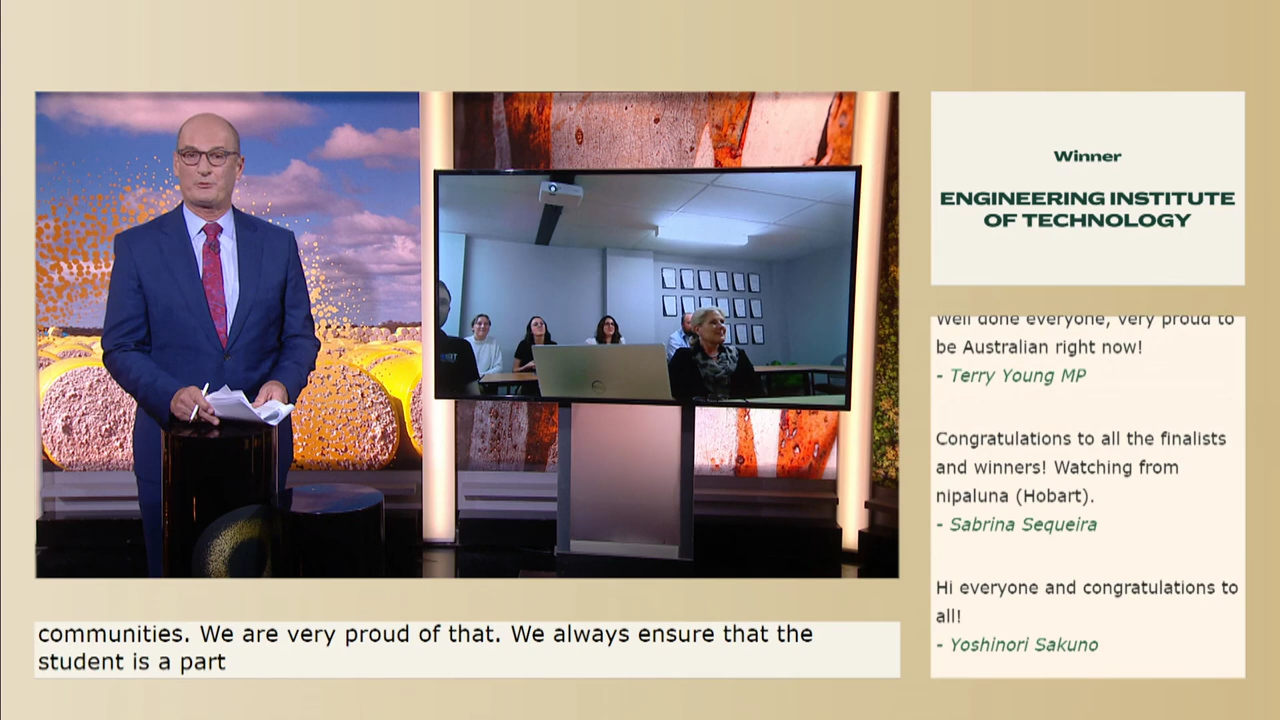 Winner
ENGINEERING INSTITUTE
OF TECHNOLOGY
Well done everyone, very proud to
be Australian right now!
- Terry Young MP
Congratulations to all the finalists
and winners! Watching from
nipaluna (Hobart).
- Sabrina Sequeira
Hi everyone and congratulations to
all!
- Yoshinori Sakuno
communities. We are very proud of that. We always ensure that the
student is a part